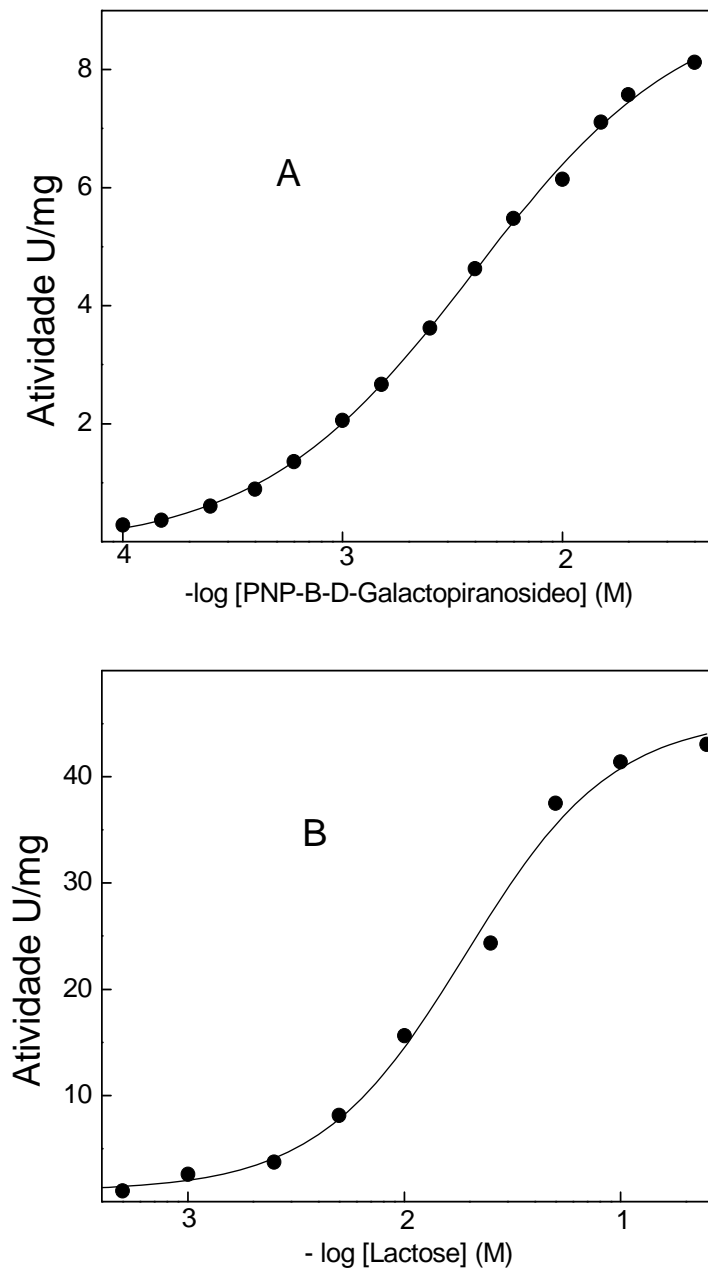 8
6
4
2
Atividade U/mg
A
4
3
2
-log [PNP-B-D-Galactopiranosideo] (M)
40
30
20
10
Atividade U/mg
B
3
2
1
- log [Lactose] (M)